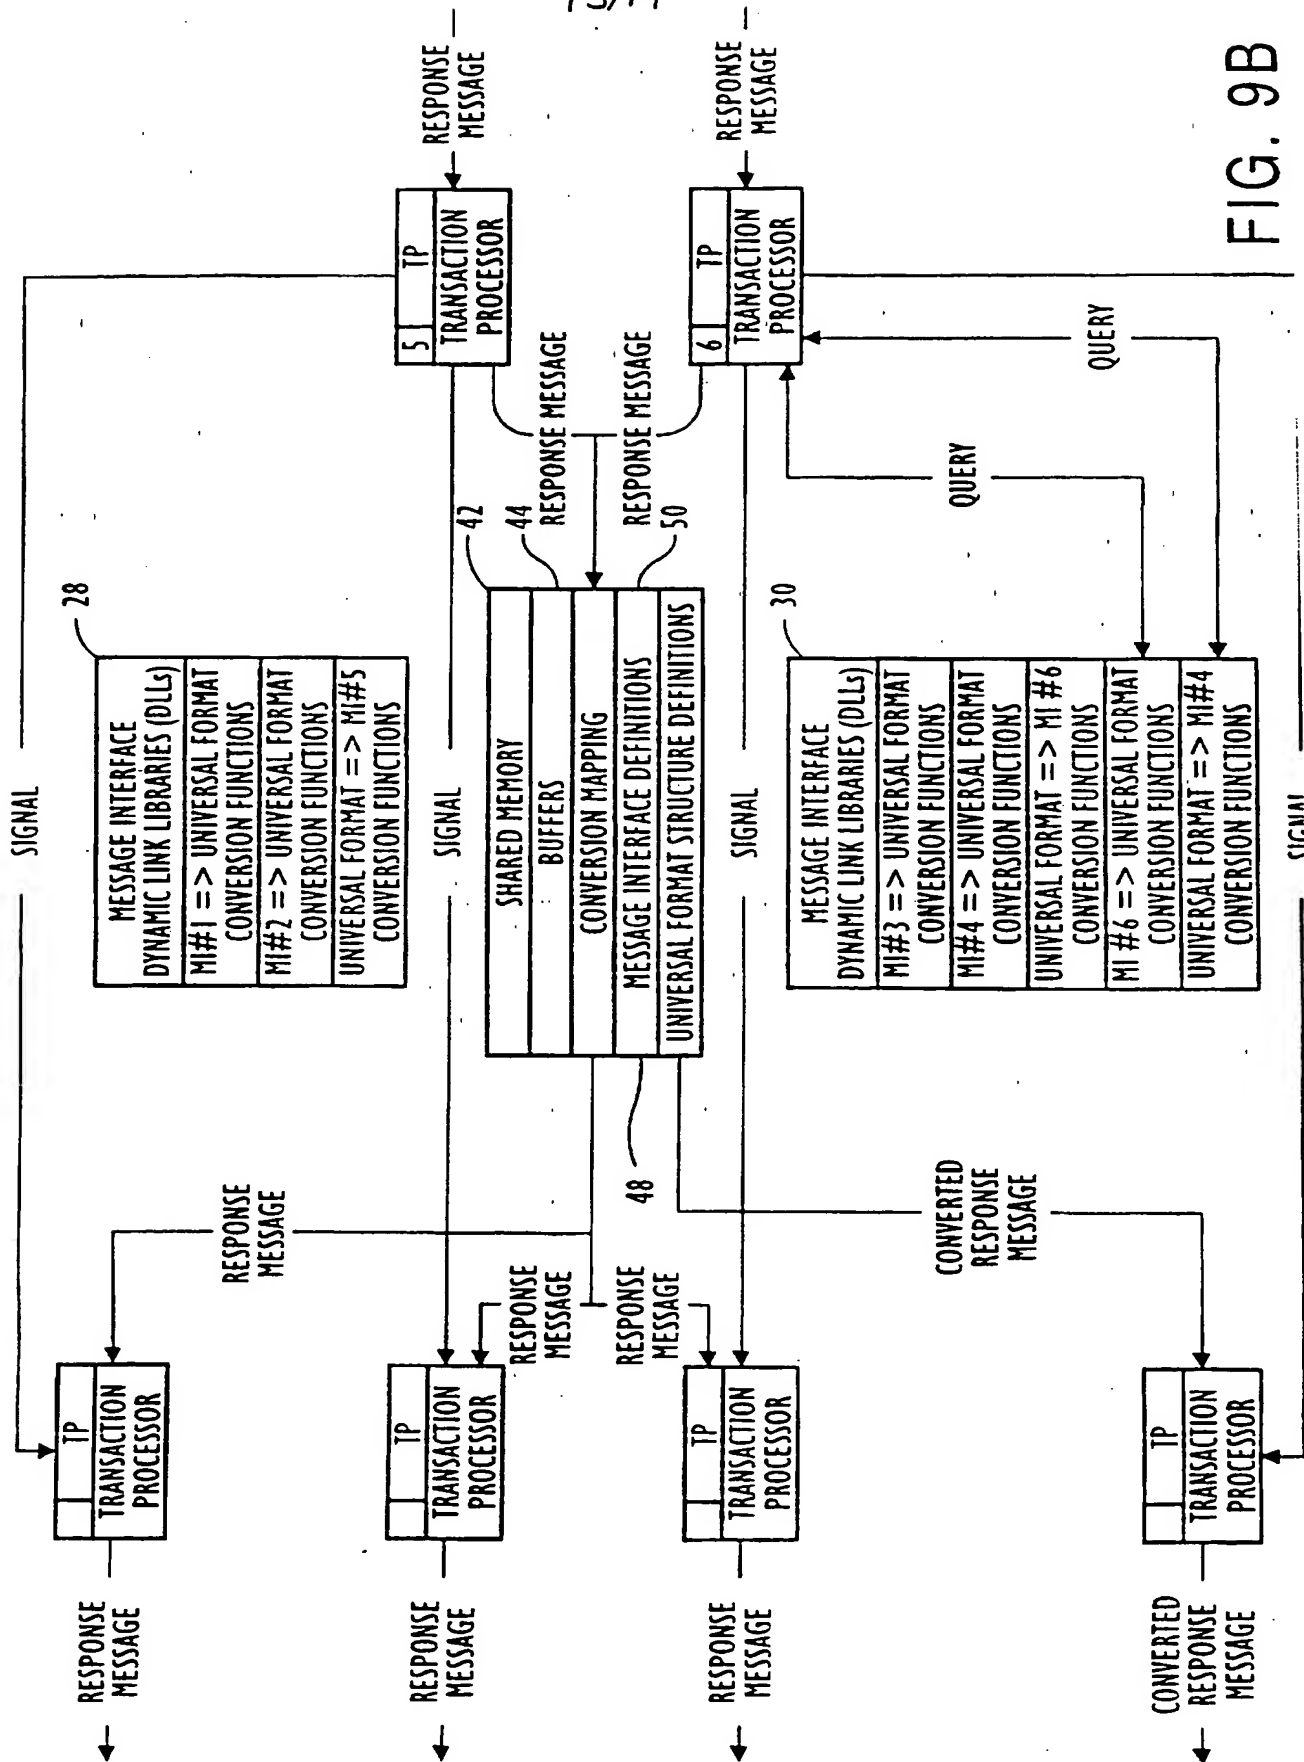 SIGNAL
28
MESSAGE INTERFACE
DYNAMIC LINK LIBRARIES (DLLs)
MI#1 => UNIVERSAL FORMAT
CONVERSION FUNCTIONS
MI#2 => UNIVERSAL FORMAT
CONVERSION FUNCTIONS
UNIVERSAL FORMAT => MI#5
CONVERSION FUNCTIONS
RESPONSE
MESSAGE
TP
TRANSACTION
PROCESSOR
RESPONSE
MESSAGE
5 TP
TRANSACTION
PROCESSOR
RESPONSE
MESSAGE
SIGNAL
42
44
RESPONSE MESSAGE
RESPONSE MESSAGE
50
SHARED MEMORY
BUFFERS
CONVERSION MAPPING
MESSAGE INTERFACE DEFINITIONS
UNIVERSAL FORMAT STRUCTURE DEFINITIONS
48
RESPONSE
MESSAGE
TP
TRANSACTION
PROCESSOR
RESPONSE
MESSAGE
RESPONSE
MESSAGE
6 TP
TRANSACTION
PROCESSOR
RESPONSE
MESSAGE
SIGNAL
RESPONSE
MESSAGE
TP
TRANSACTION
PROCESSOR
30
MESSAGE INTERFACE
DYNAMIC LINK LIBRARIES (DLLs)
MI#3 => UNIVERSAL FORMAT
CONVERSION FUNCTIONS
MI#4 => UNIVERSAL FORMAT
CONVERSION FUNCTIONS
UNIVERSAL FORMAT => MI #6
CONVERSION FUNCTIONS
MI #6 => UNIVERSAL FORMAT
CONVERSION FUNCTIONS
UNIVERSAL FORMAT => MI#4
CONVERSION FUNCTIONS
QUERY
QUERY
CONVERTED
RESPONSE
MESSAGE
CONVERTED
RESPONSE
MESSAGE
TP
TRANSACTION
PROCESSOR
SIGNAL
FIG. 9B